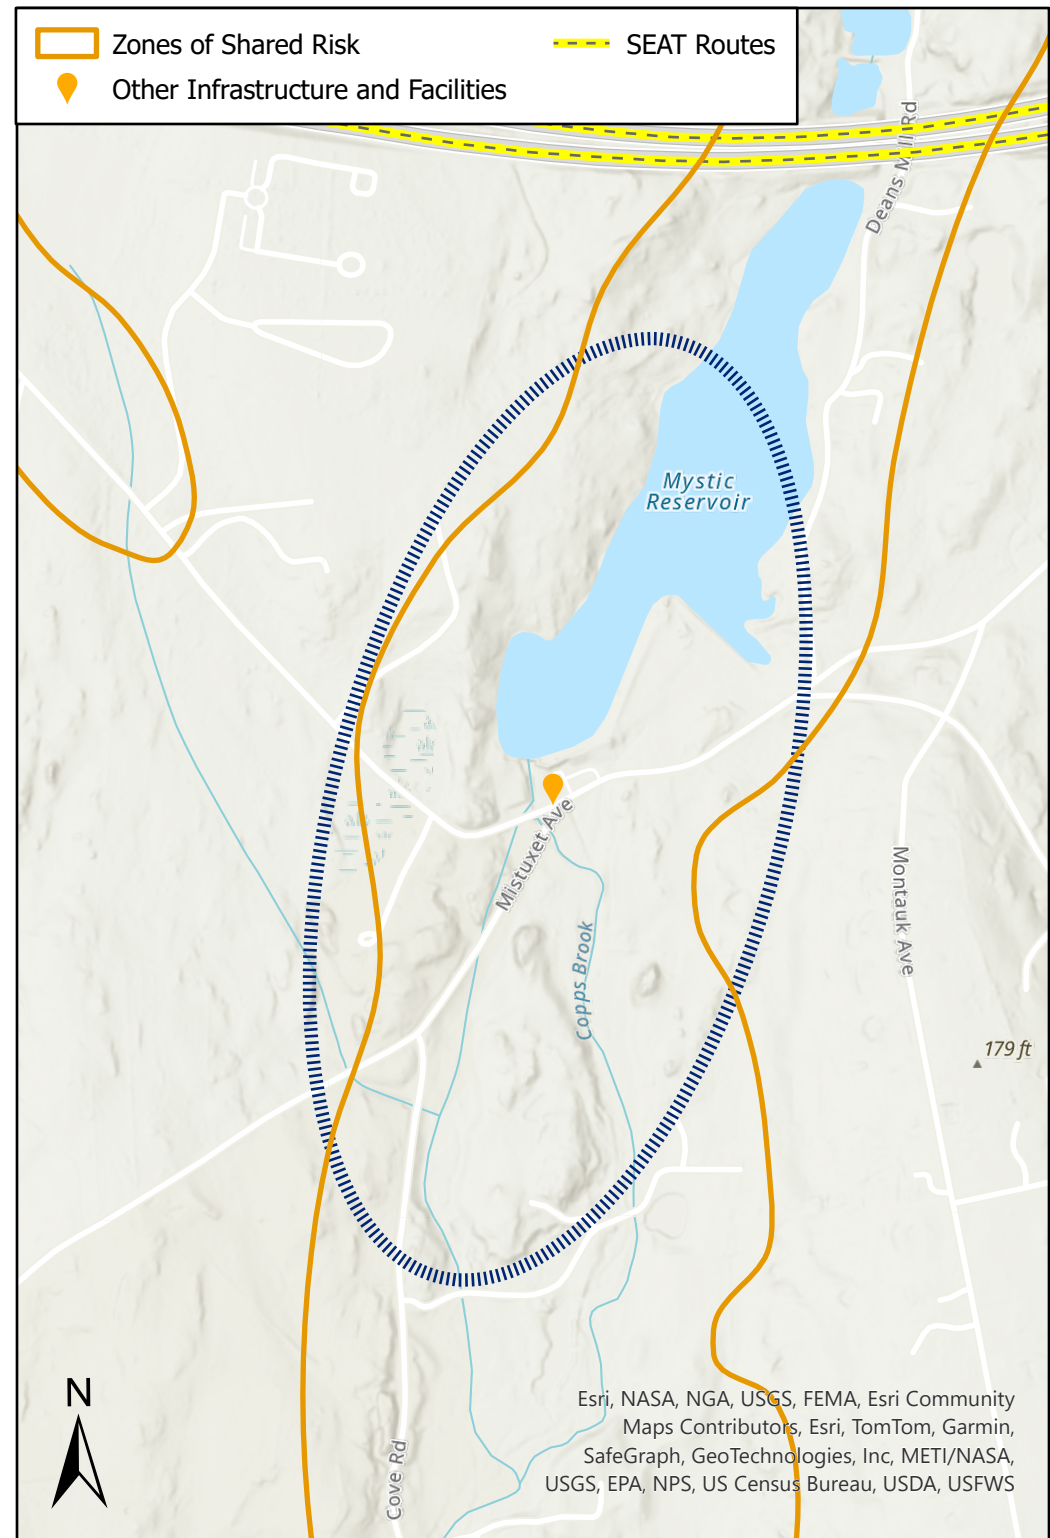 Zones of Shared Risk
SEAT Routes
Other Infrastructure and Facilities
Deans Mill Rd
Mystic
Reservoir
Mistuxet Ave
Montauk Ave
Copps Brook
179 ft
N
Cove Rd
Esri, NASA, NGA, USGS, FEMA, Esri Community
Maps Contributors, Esri, TomTom, Garmin,
SafeGraph, GeoTechnologies, Inc, METI/NASA,
USGS, EPA, NPS, US Census Bureau, USDA, USFWS